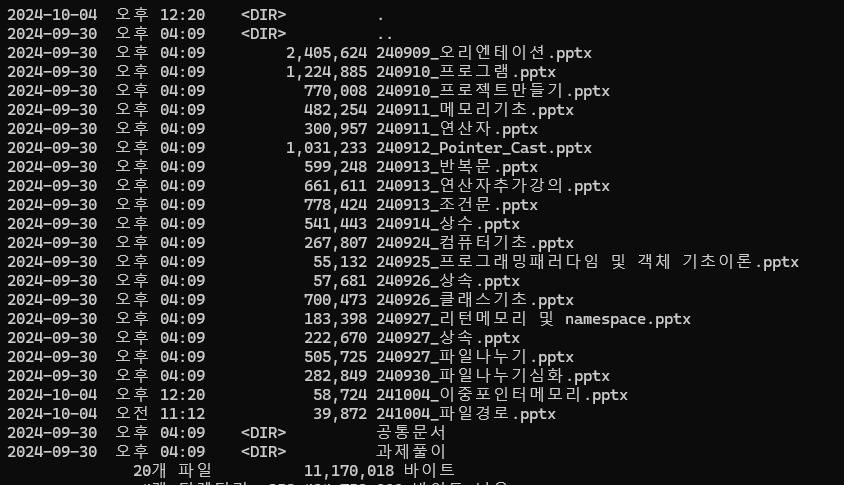 2024-10-04  오후 12:20    <DIR>          .
2024-09-30  오후 04:09    <DIR>          ..
2024-09-30  오후 04:09         2,405,624 240909_오리엔테이션.pptx
2024-09-30  오후 04:09         1,224,885 240910_프로그램.pptx
2024-09-30  오후 04:09           770,008 240910_프로젝트만들기.pptx
2024-09-30  오후 04:09           482,254 240911_메모리기초.pptx
2024-09-30  오후 04:09           300,957 240911_연산자.pptx
2024-09-30  오후 04:09         1,031,233 240912_Pointer_Cast.pptx
2024-09-30  오후 04:09           599,248 240913_반복문.pptx
2024-09-30  오후 04:09           661,611 240913_연산자추가강의.pptx
2024-09-30  오후 04:09           778,424 240913_조건문.pptx
2024-09-30  오후 04:09           541,443 240914_상수.pptx
2024-09-30  오후 04:09           267,807 240924_컴퓨터기초.pptx
2024-09-30  오후 04:09            55,132 240925_프로그래밍패러다임 및 객체 기초이론.pptx
2024-09-30  오후 04:09            57,681 240926_상속.pptx
2024-09-30  오후 04:09           700,473 240926_클래스기초.pptx
2024-09-30  오후 04:09           183,398 240927_리턴메모리 및 namespace.pptx
2024-09-30  오후 04:09           222,670 240927_상속.pptx
2024-09-30  오후 04:09           505,725 240927_파일나누기.pptx
2024-09-30  오후 04:09           282,849 240930_파일나누기심화.pptx
2024-10-04  오후 12:20            58,724 241004_이중포인터메모리.pptx
2024-10-04  오전 11:12            39,872 241004_파일경로.pptx
2024-09-30  오후 04:09    <DIR>          공통문서
2024-09-30  오후 04:09    <DIR>          과제풀이
20개 파일          11,170,018 바이트